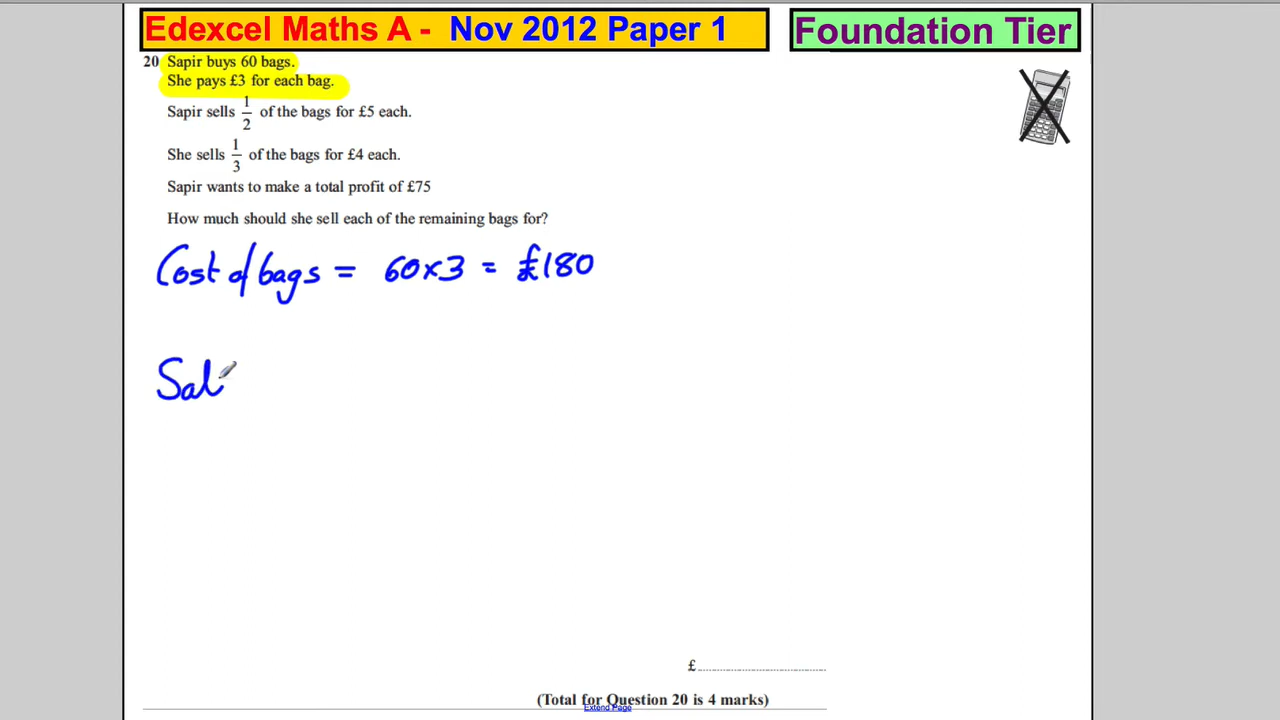 Edexcel Maths A - Nov 2012 Paper 1
Foundation Tier
20 Sapir buys 60 bags.
She pays £3 for each bag.
Sapir sells 1/2 of the bags for £5 each.
She sells 1/3 of the bags for £4 each.
Sapir wants to make a total profit of £75
How much should she sell each of the remaining bags for?
Cost of bags = 60 x 3 = £180
Sal
£
(Total for Question 20 is 4 marks)
Extend Page